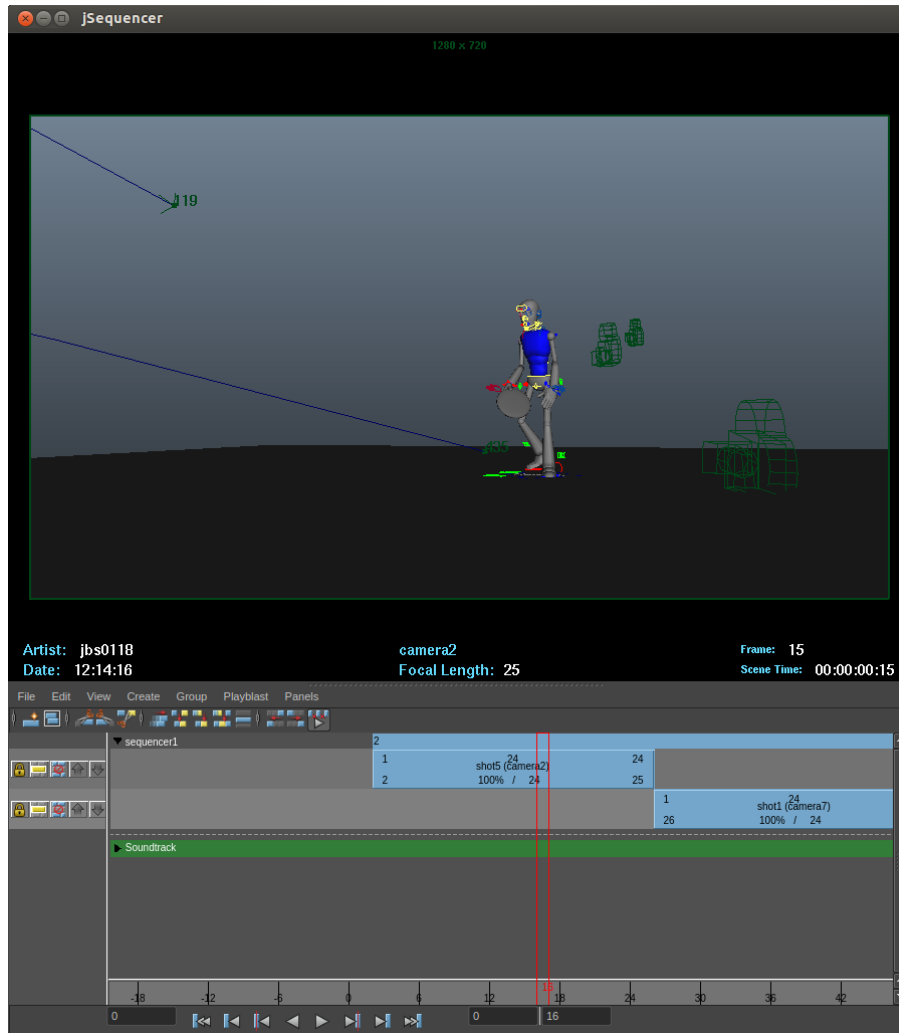 jSequencer
1280 x 720
119
435
Artist: jbs0118 camera2 Frame: 15
Date: 12:14:16 Focal Length: 25 Scene Time: 00:00:00:15
File Edit View Create Group Playblast Panels
sequencer1 2
1 24 24
shot5 (camera2)
2 100% / 24 25
1 24
shot1 (camera7)
26 100% / 24
Soundtrack
-18 -12 -6 0 6 12 16 18 24 30 36 42
0 0 16